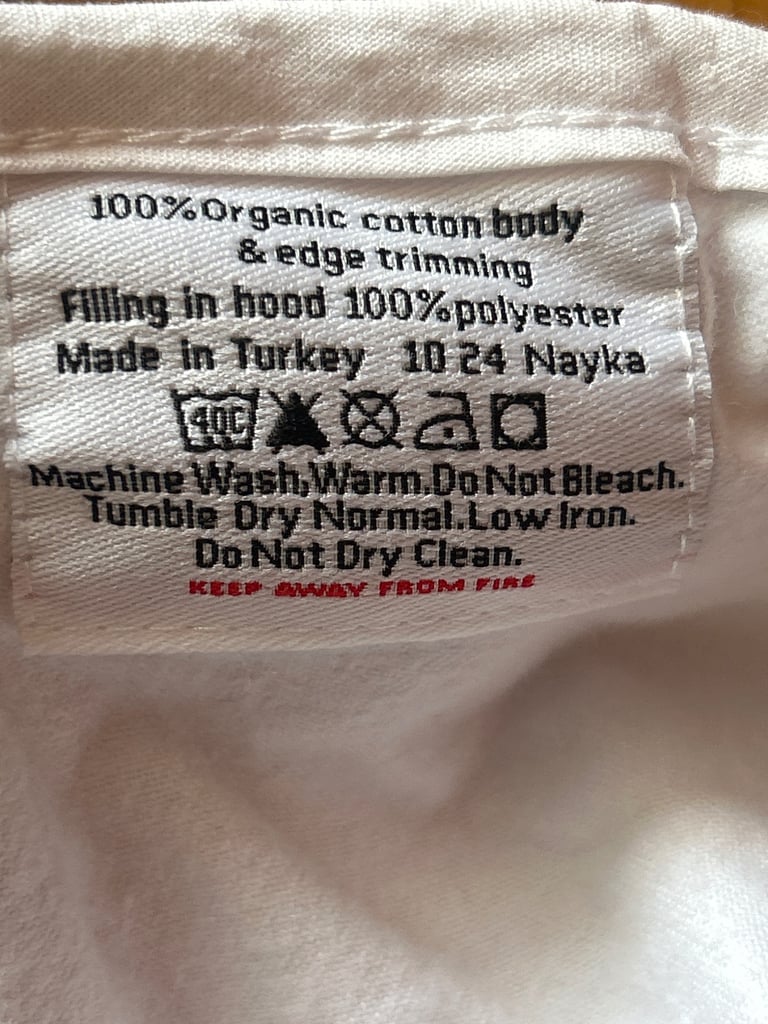 100%Organic cotton body
& edge trimming
Filling in hood 100%polyester
Made in Turkey 10 24 Nayka
40C
Machine Wash,Warm.Do Not Bleach.
Tumble Dry Normal.Low Iron.
Do Not Dry Clean.
KEEP AWAY FROM FIRE